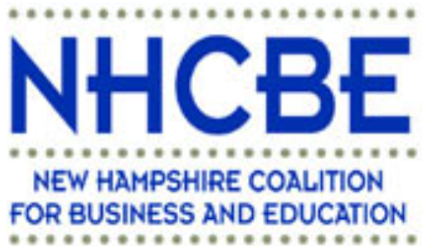 NHCBE
NEW HAMPSHIRE COALITION
FOR BUSINESS AND EDUCATION